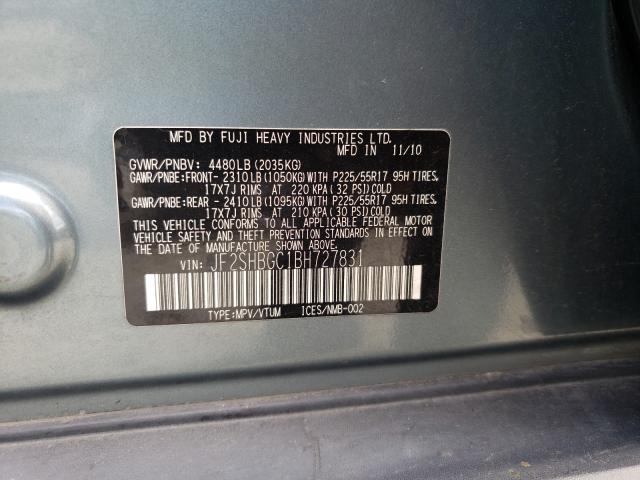 MFD BY FUJI HEAVY INDUSTRIES LTD.
MFD IN 11/10
GVWR/PNBV: 4480LB(2035KG)
GAWR/PNBE:FRONT- 2310LB(1050KG)WITH P225/55R17 95H TIRES,
17X7J RIMS AT 220 KPA(32 PSI)COLD
GAWR/PNBE:REAR - 2410LB(1095KG)WITH P225/55R17 95H TIRES,
17X7J RIMS AT 210 KPA(30 PSI)COLD
THIS VEHICLE CONFORMS TO ALL APPLICABLE FEDERAL MOTOR
VEHICLE SAFETY AND THEFT PREVENTION STANDARDS IN EFFECT ON
THE DATE OF MANUFACTURE SHOWN ABOVE.
VIN: JF2SHBGC1BH727831
TYPE:MPV/VTUM ICES/NMB-002